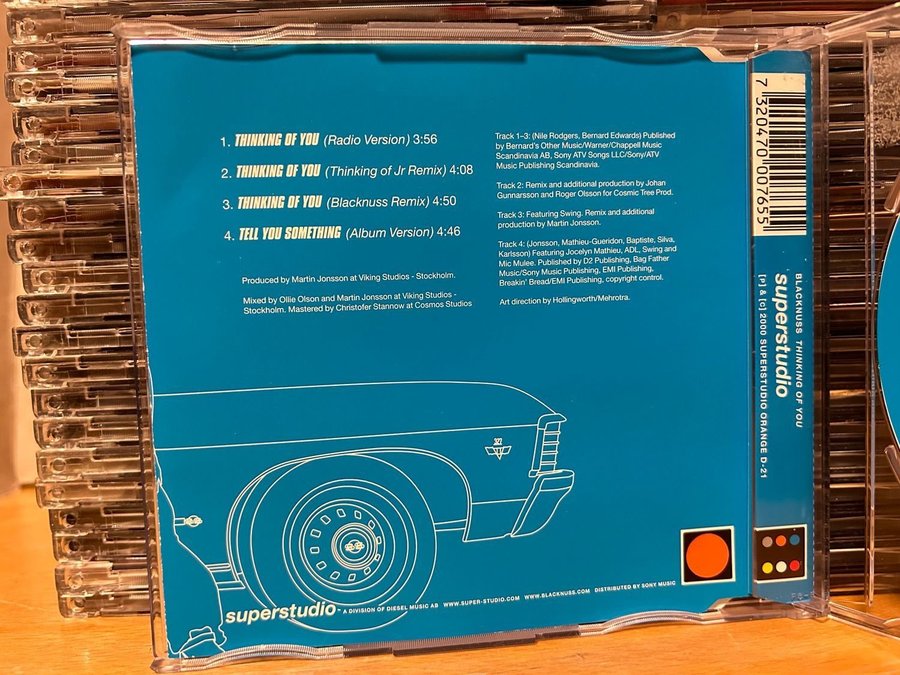 1. THINKING OF YOU (Radio Version) 3:56
2. THINKING OF YOU (Thinking of Jr Remix) 4:08
3. THINKING OF YOU (Blacknuss Remix) 4:50
4. TELL YOU SOMETHING (Album Version) 4:46
Produced by Martin Jonsson at Viking Studios - Stockholm.
Mixed by Ollie Olson and Martin Jonsson at Viking Studios -
Stockholm. Mastered by Christofer Stannow at Cosmos Studios
Track 1–3: (Nile Rodgers, Bernard Edwards) Published
by Bernard's Other Music/Warner/Chappell Music
Scandinavia AB, Sony ATV Songs LLC/Sony/ATV
Music Publishing Scandinavia.
Track 2: Remix and additional production by Johan
Gunnarsson and Roger Olsson for Cosmic Tree Prod.
Track 3: Featuring Swing. Remix and additional
production by Martin Jonsson.
Track 4: (Jonsson, Mathieu-Gueridon, Baptiste, Silva,
Karlsson) Featuring Jocelyn Mathieu, ADL, Swing and
Mic Mulee. Published by D2 Publishing, Bag Father
Music/Sony Music Publishing, EMI Publishing,
Breakin' Bread/EMI Publishing, copyright control.
Art direction by Hollingworth/Mehrotra.
327
superstudio™ A DIVISION OF DIESEL MUSIC AB WWW.SUPER-STUDIO.COM WWW.BLACKNUSS.COM DISTRIBUTED BY SONY MUSIC
7 320470 007655
BLACKNUSS THINKING OF YOU
superstudio
[P] & [C] 2000 SUPERSTUDIO ORANGE D-21